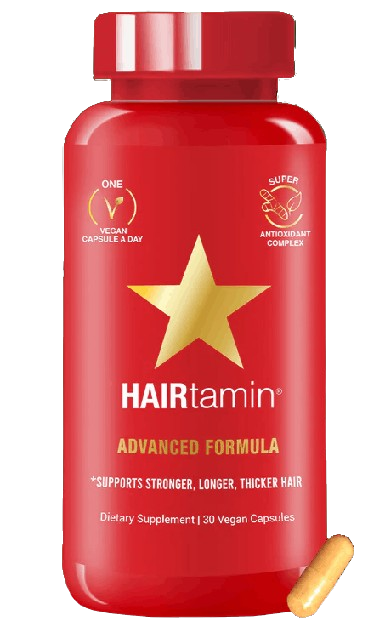 ONE
VEGAN
CAPSULE A DAY
SUPER
ANTIOXIDANT
COMPLEX
HAIRtamin®
ADVANCED FORMULA
*SUPPORTS STRONGER, LONGER, THICKER HAIR
Dietary Supplement | 30 Vegan Capsules